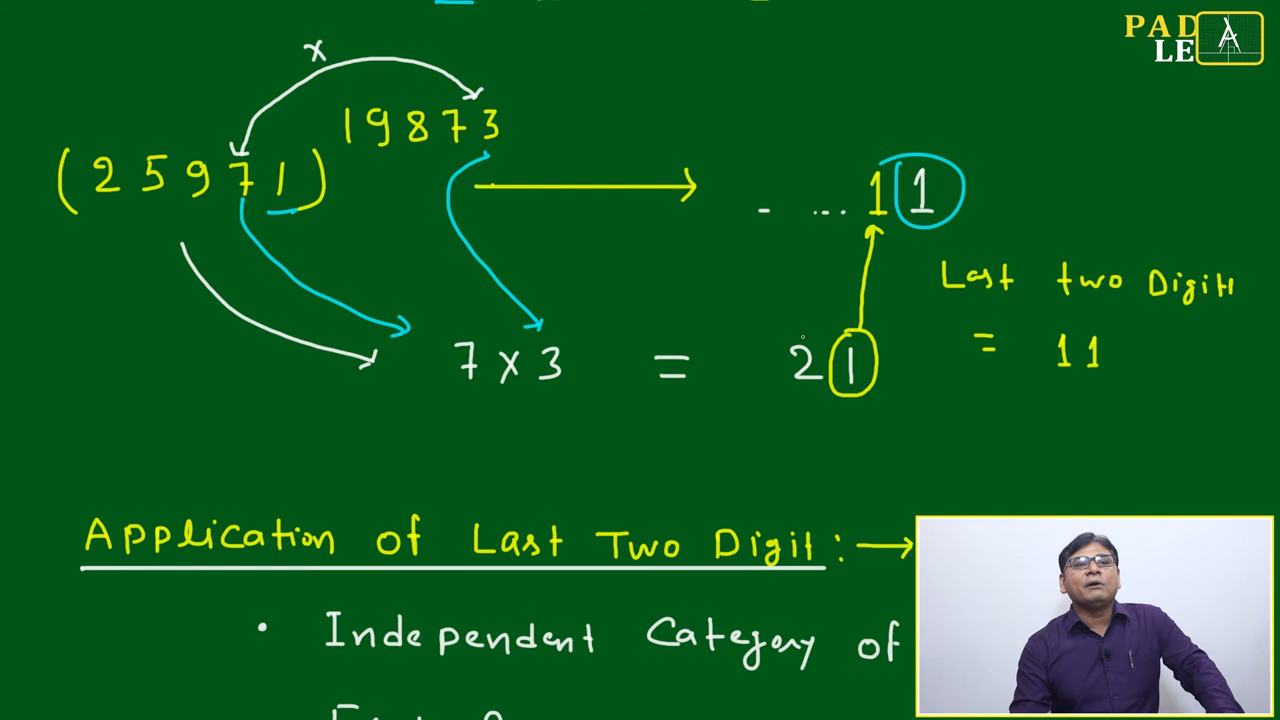 PAD
LE
x
19873
(25971)
- ... 1 1
Last two Digit
= 11
7 x 3 = 21
Application of Last Two Digit :→
• Independent Category of